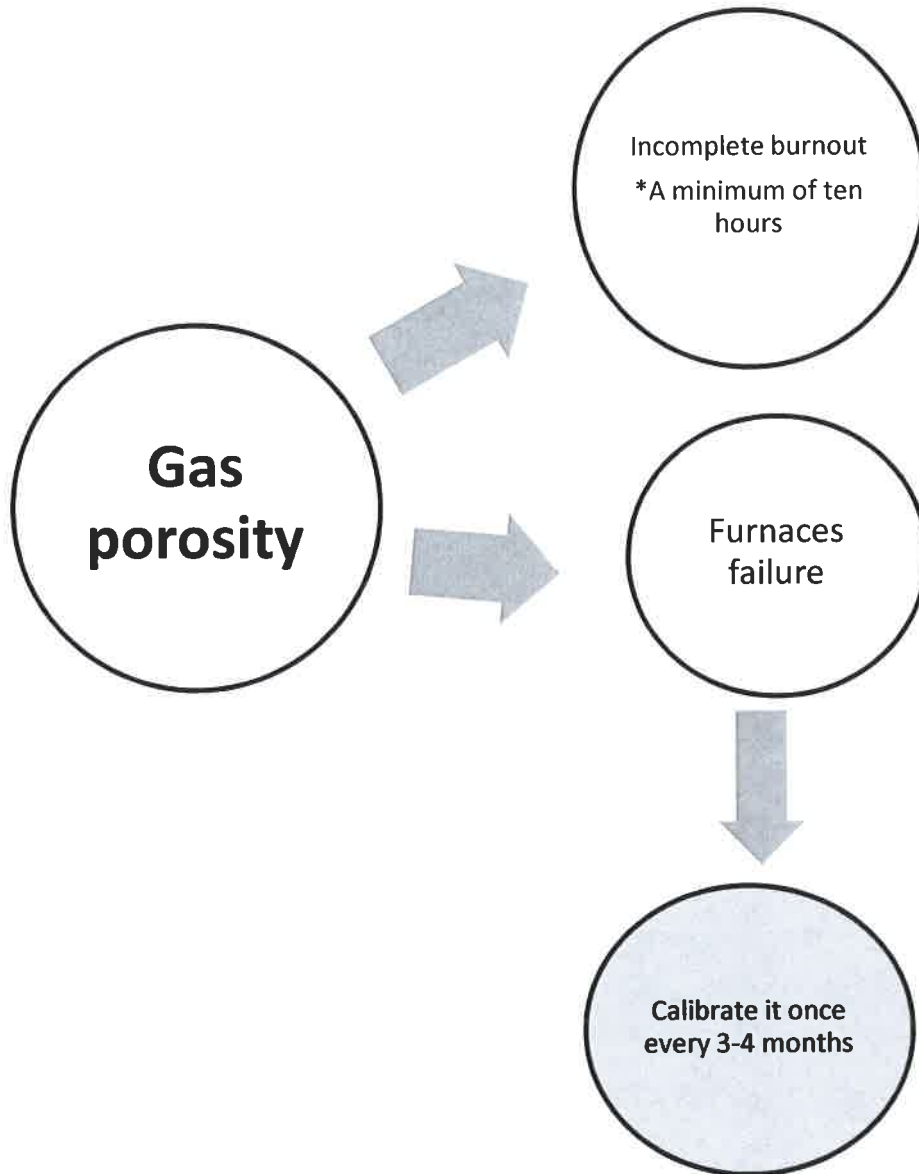 Incomplete burnout
*A minimum of ten
hours
Gas
porosity
Furnaces
failure
Calibrate it once
every 3-4 months